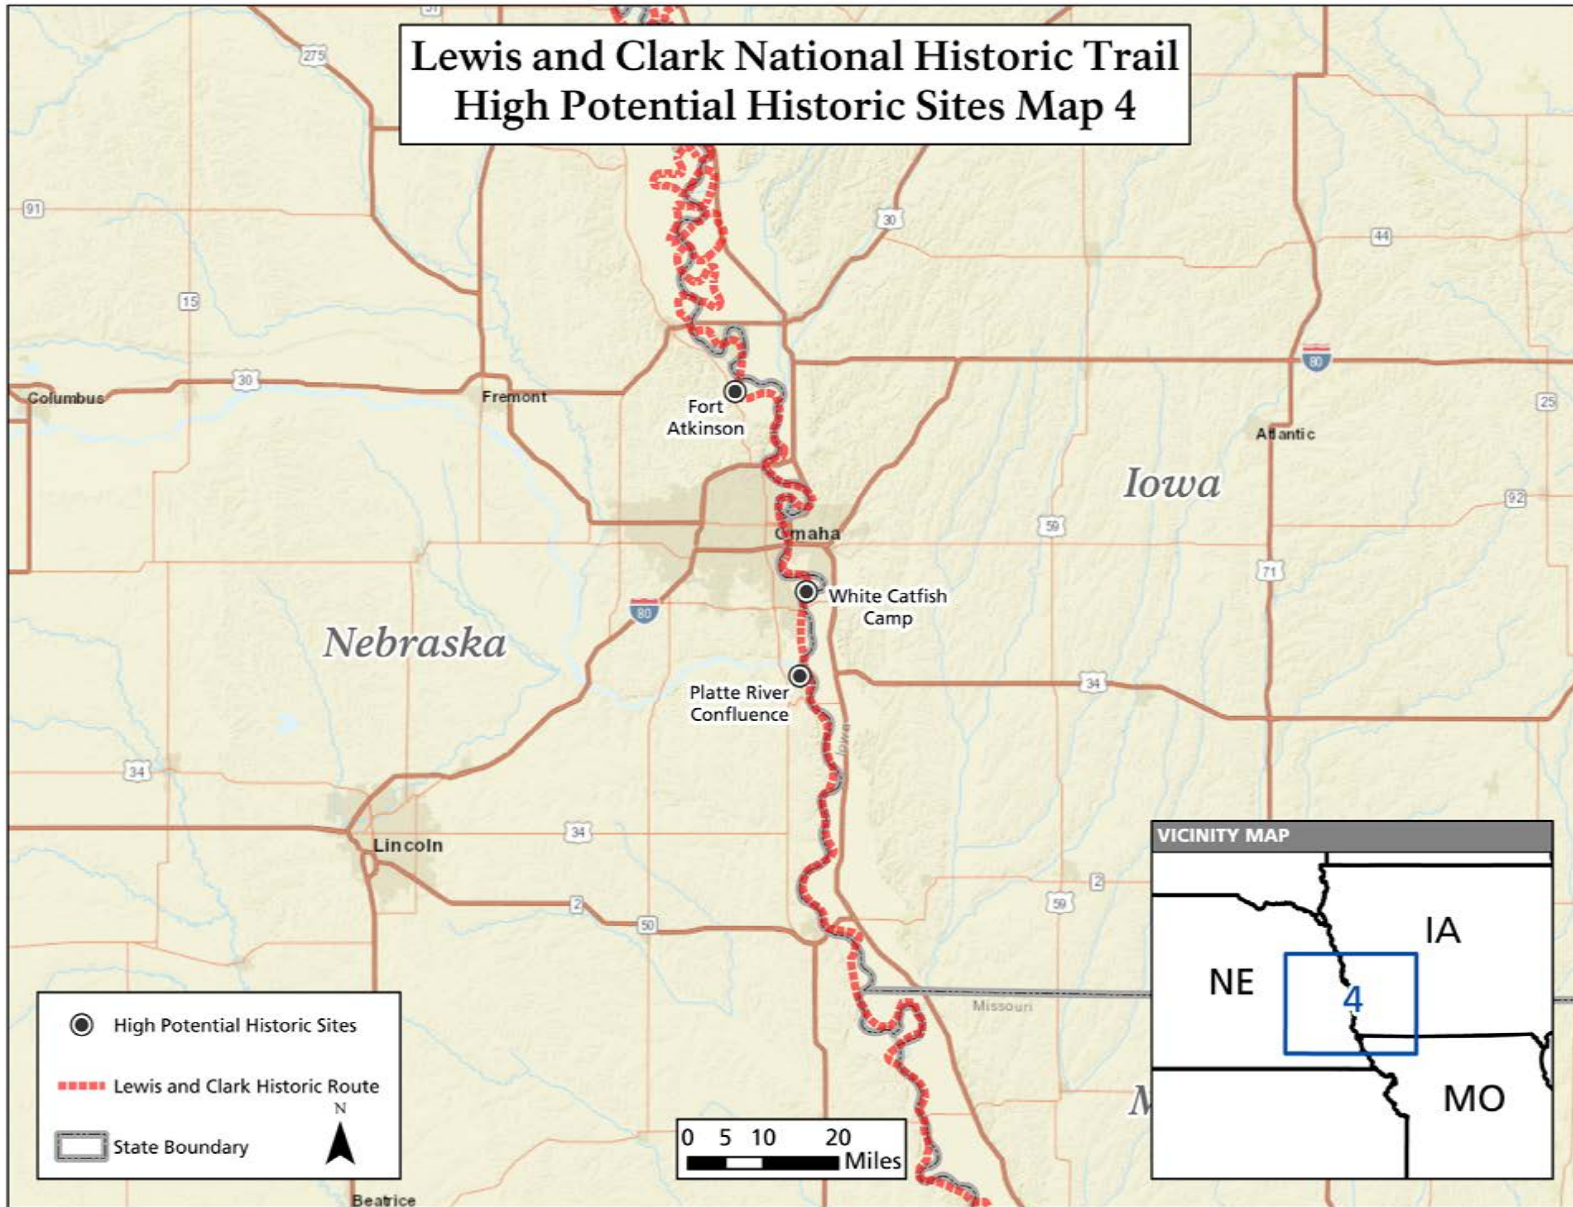 Lewis and Clark National Historic Trail
High Potential Historic Sites Map 4
275
91
30
44
15
80
30
Columbus
Fremont
25
Fort
Atkinson
Atlantic
Iowa
92
59
Omaha
71
White Catfish
Camp
80
Nebraska
34
Platte River
Confluence
Iowa
34
34
Lincoln
2
2
59
50
Missouri
VICINITY MAP
IA
NE
4
MO
High Potential Historic Sites
Lewis and Clark Historic Route
N
State Boundary
0 5 10 20
Miles
M
Beatrice